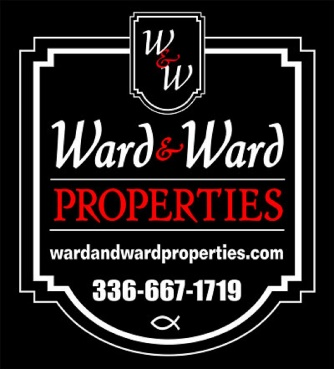 W
&
W
Ward & Ward
PROPERTIES
wardandwardproperties.com
336-667-1719